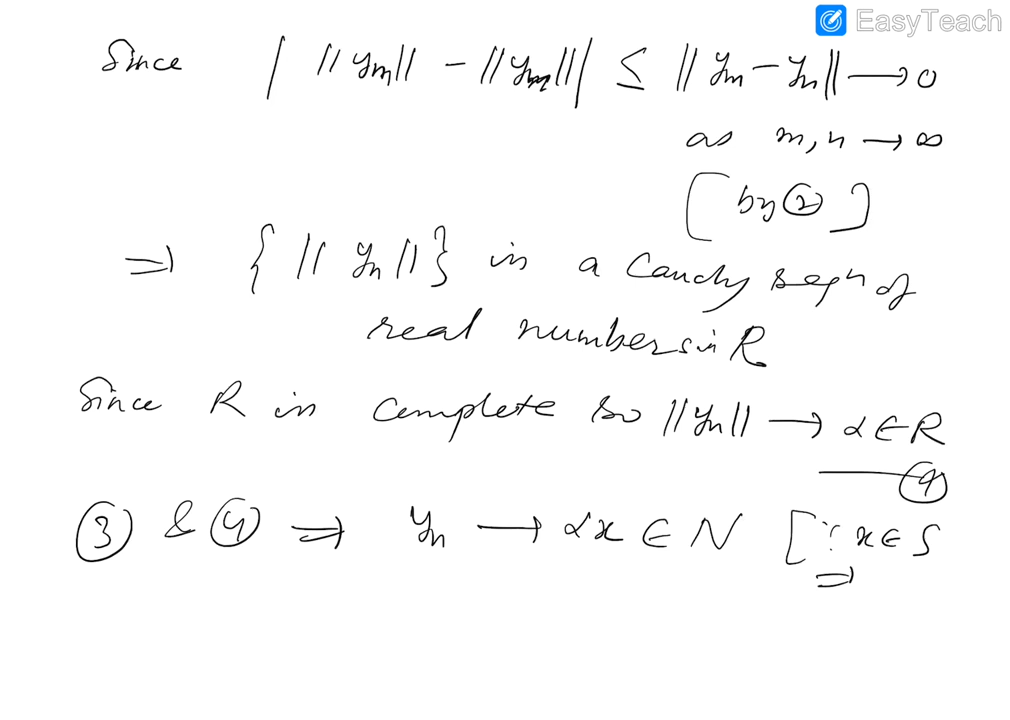 EasyTeach
Since | ||ym|| - ||yn|| | ≤ ||ym - yn|| → 0
as m, n → ∞
[by ②]
⇒ {||yn||} is a Cauchy seqn of
real numbers in R
Since R is complete so ||yn|| → α ∈ R
④
③ & ④ ⇒ yn → αx ∈ N [∵ x ∈ S
⇒